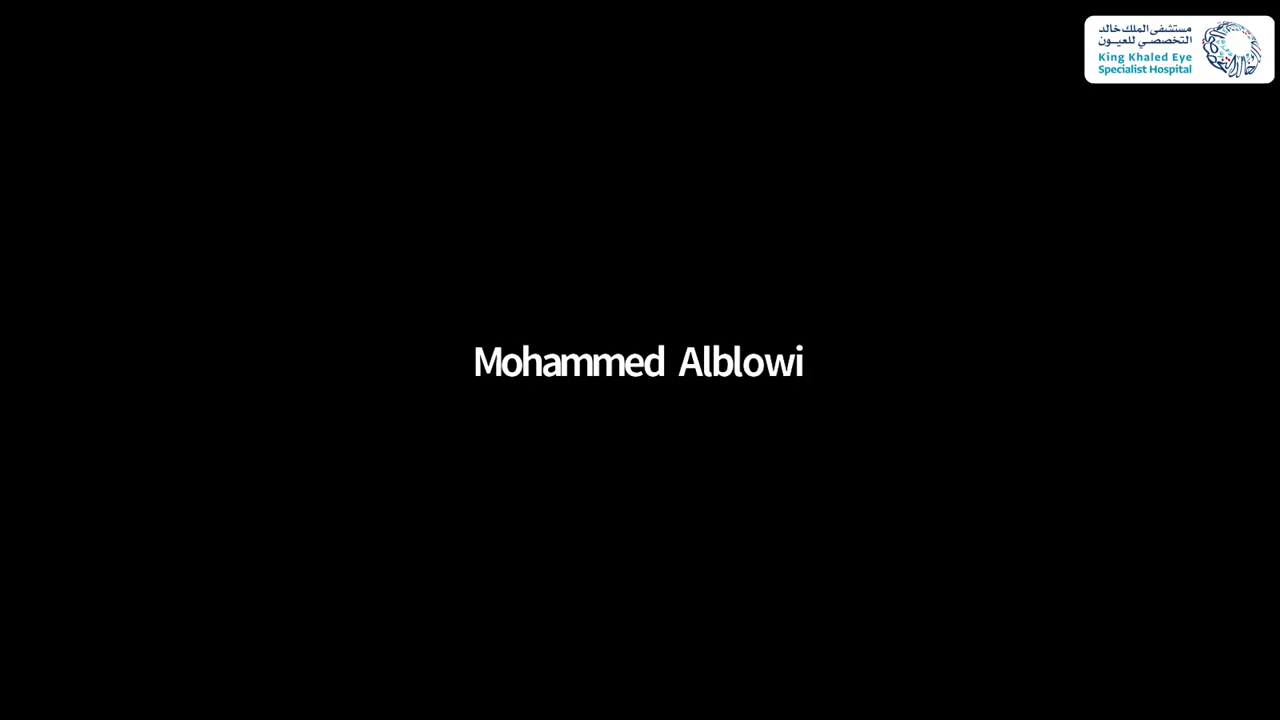 مستشفى الملك خالد
التخصصي للعيون
King Khaled Eye
Specialist Hospital
Mohammed Alblowi